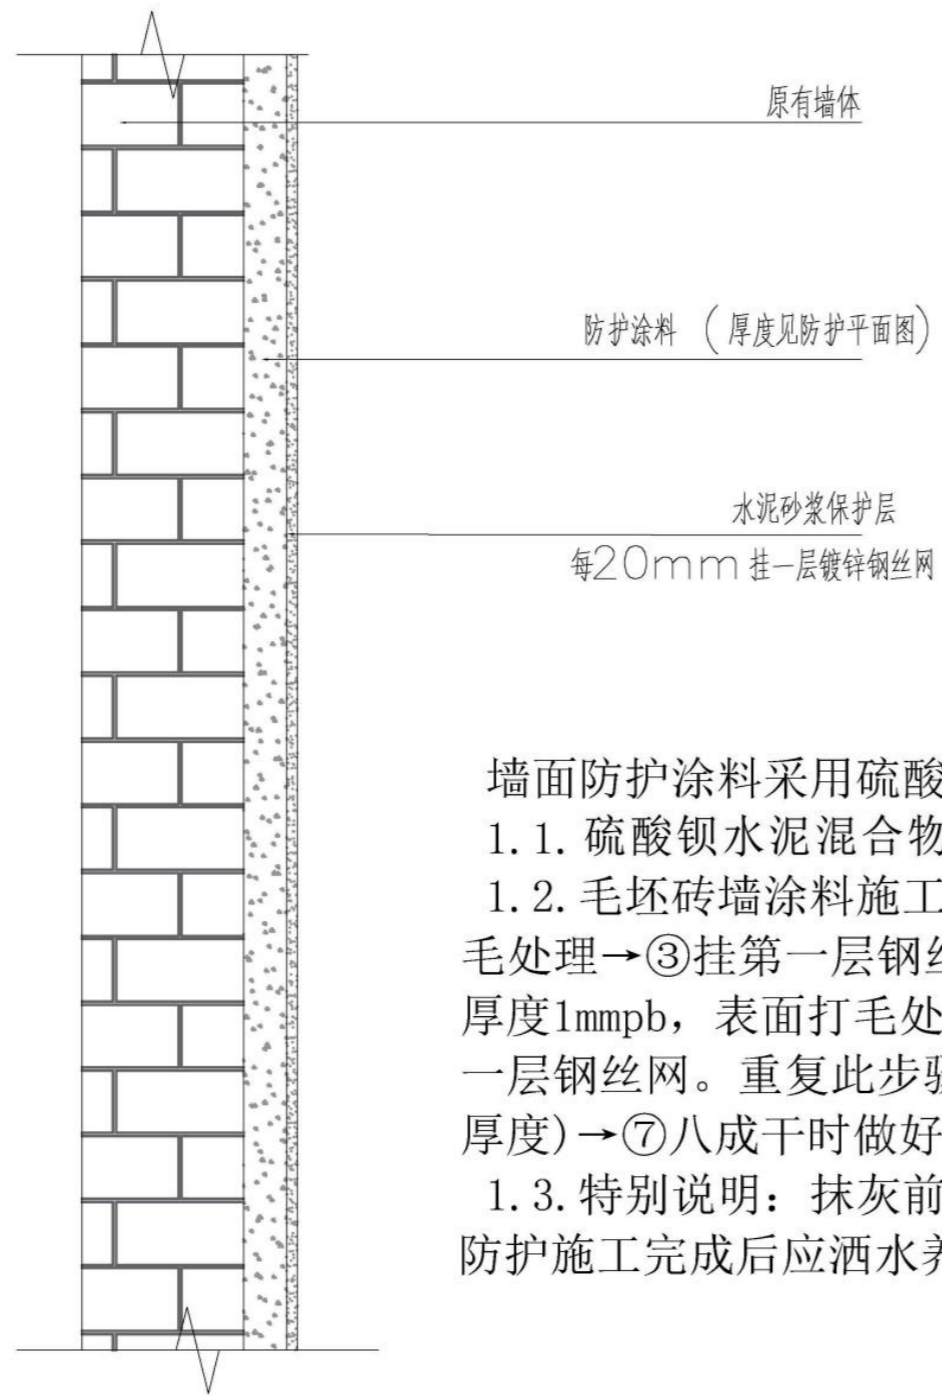 原有墙体
防护涂料 (厚度见防护平面图)
水泥砂浆保护层
每20mm挂一层镀锌钢丝网
墙面防护涂料采用硫酸
1.1.硫酸钡水泥混合物
1.2.毛坯砖墙涂料施工
毛处理→③挂第一层钢丝
厚度1mmpb，表面打毛处
一层钢丝网。重复此步骤
厚度)→⑦八成干时做好
1.3.特别说明：抹灰前
防护施工完成后应洒水养